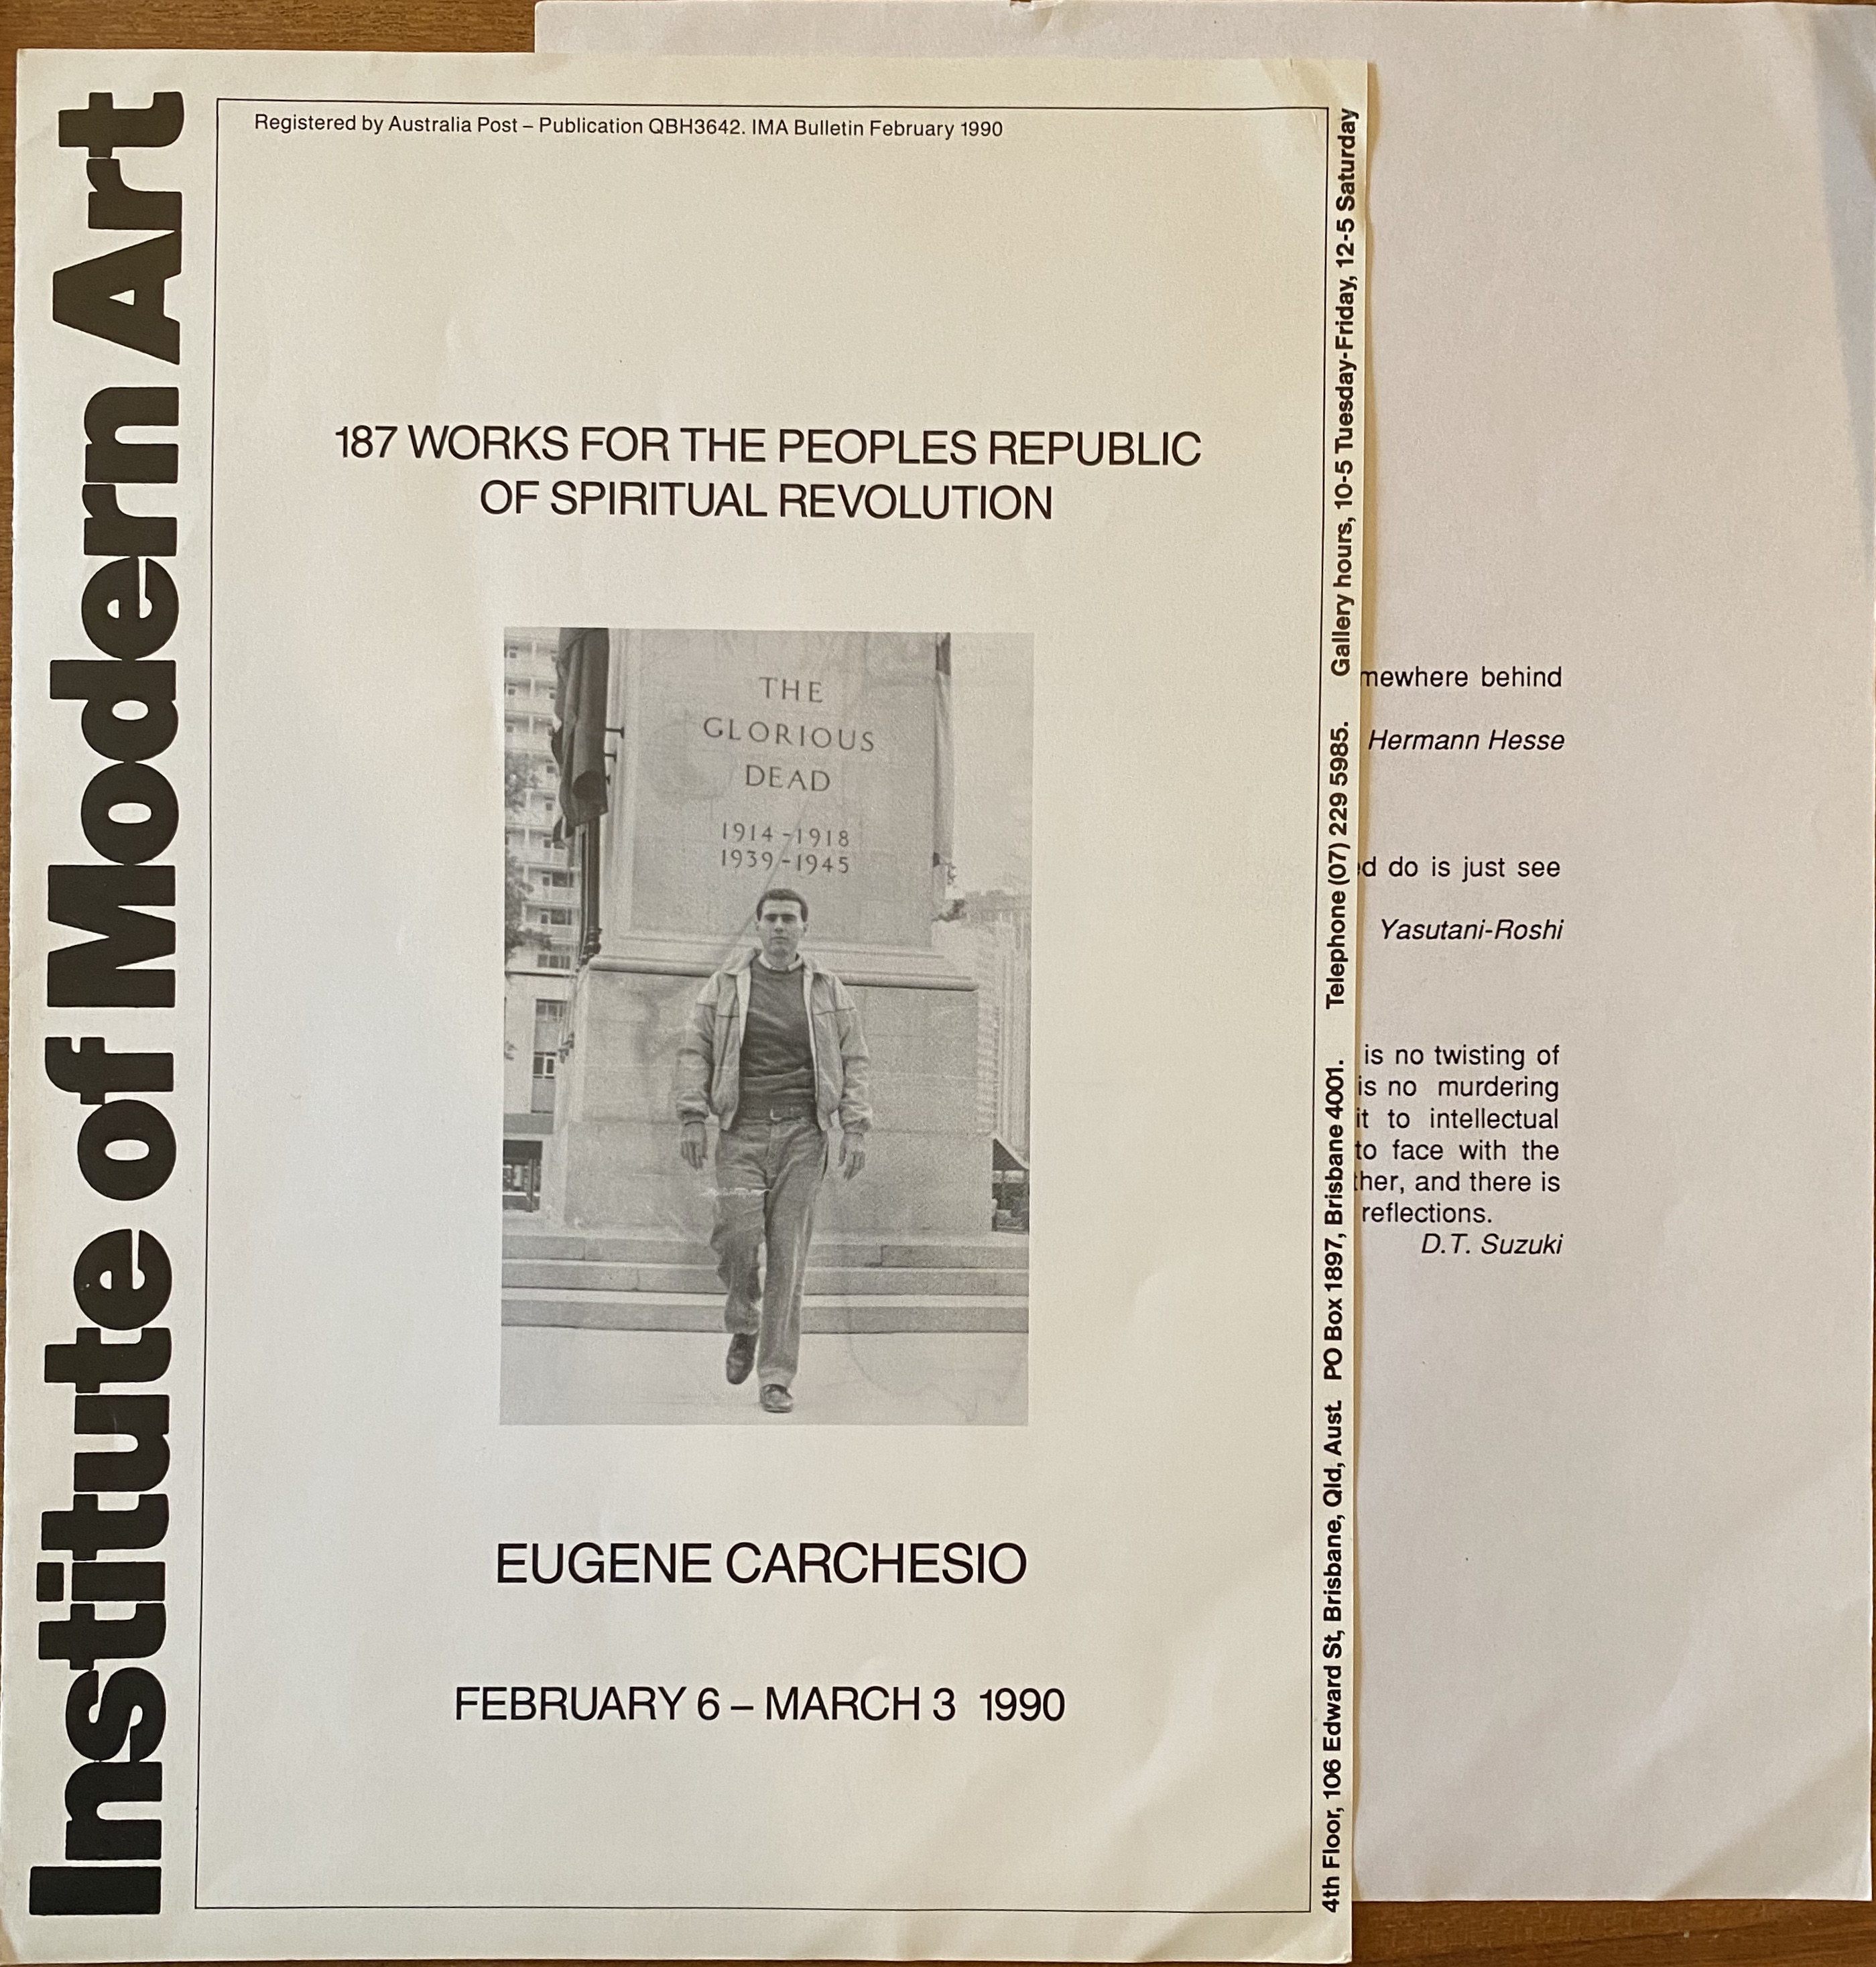 Institute of Modern Art
Registered by Australia Post – Publication QBH3642. IMA Bulletin February 1990
187 WORKS FOR THE PEOPLES REPUBLIC
OF SPIRITUAL REVOLUTION
THE
GLORIOUS
DEAD
1914-1918
1939-1945
EUGENE CARCHESIO
FEBRUARY 6 – MARCH 3 1990
4th Floor, 106 Edward St, Brisbane, Qld, Aust. PO Box 1897, Brisbane 4001. Telephone (07) 229 5985. Gallery hours, 10-5 Tuesday-Friday, 12-5 Saturday
mewhere behind
Hermann Hesse
ed do is just see
Yasutani-Roshi
is no twisting of
is no murdering
it to intellectual
to face with the
ther, and there is
reflections.
D.T. Suzuki